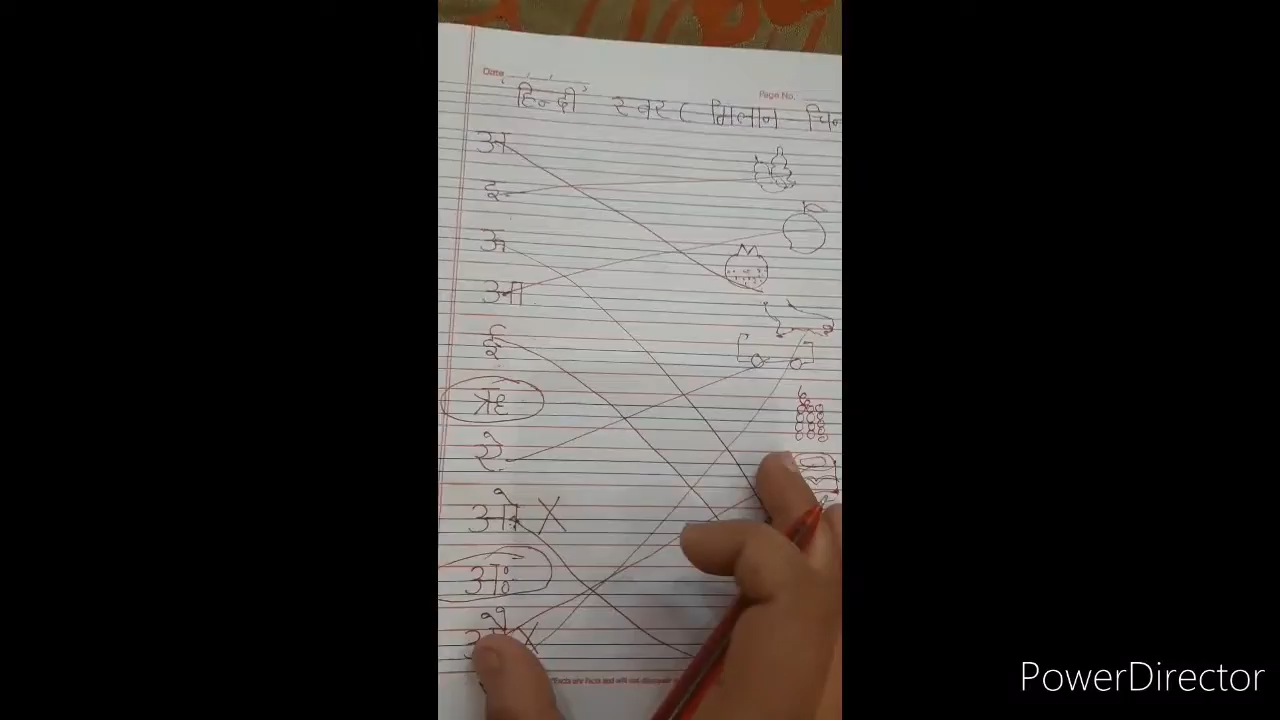 Date
Page No.
हिन्दी स्वर ( मिलान चिन
अ
इ
उ
आ
ई
ऋ
ऐ
ओ X
अः
औ X
PowerDirector